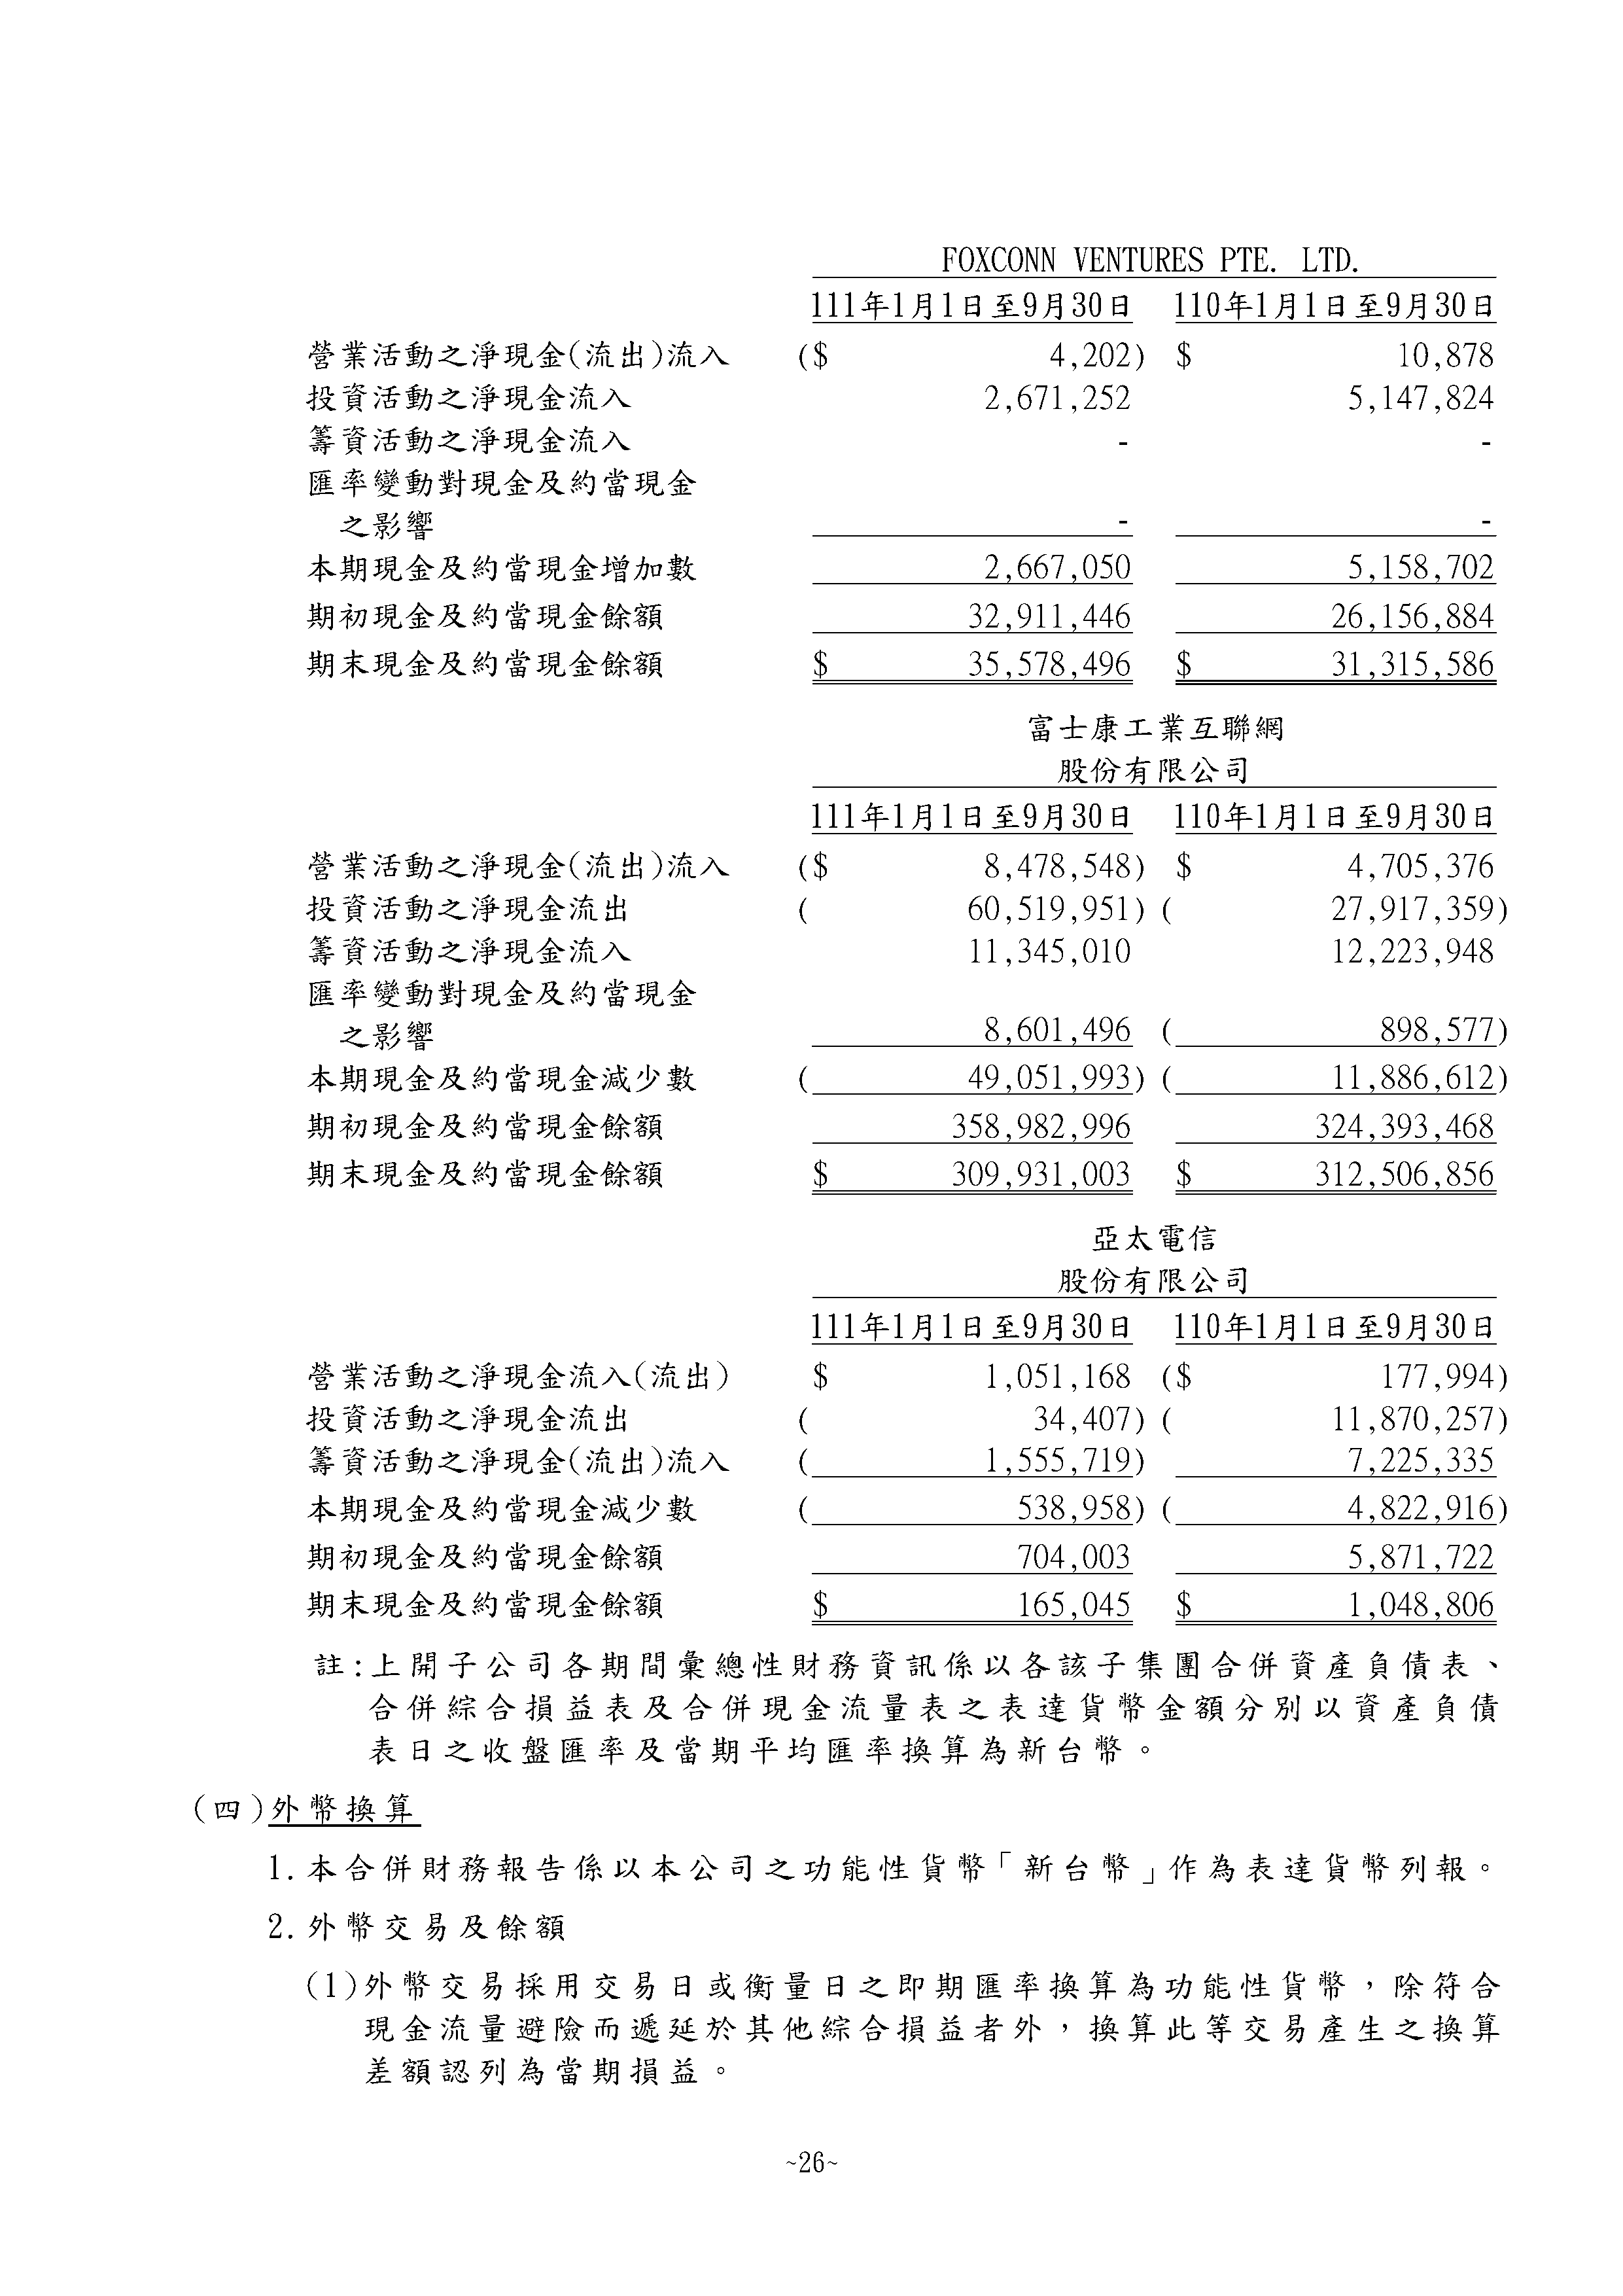 FOXCONN VENTURES PTE. LTD.
111年1月1日至9月30日 110年1月1日至9月30日
營業活動之淨現金(流出)流入 ($ 4,202) $ 10,878
投資活動之淨現金流入 2,671,252 5,147,824
籌資活動之淨現金流入 - -
匯率變動對現金及約當現金
之影響 - -
本期現金及約當現金增加數 2,667,050 5,158,702
期初現金及約當現金餘額 32,911,446 26,156,884
期末現金及約當現金餘額 $ 35,578,496 $ 31,315,586
富士康工業互聯網
股份有限公司
111年1月1日至9月30日 110年1月1日至9月30日
營業活動之淨現金(流出)流入 ($ 8,478,548) $ 4,705,376
投資活動之淨現金流出 ( 60,519,951) ( 27,917,359)
籌資活動之淨現金流入 11,345,010 12,223,948
匯率變動對現金及約當現金
之影響 8,601,496 ( 898,577)
本期現金及約當現金減少數 ( 49,051,993) ( 11,886,612)
期初現金及約當現金餘額 358,982,996 324,393,468
期末現金及約當現金餘額 $ 309,931,003 $ 312,506,856
亞太電信
股份有限公司
111年1月1日至9月30日 110年1月1日至9月30日
營業活動之淨現金流入(流出) $ 1,051,168 ($ 177,994)
投資活動之淨現金流出 ( 34,407) ( 11,870,257)
籌資活動之淨現金(流出)流入 ( 1,555,719) 7,225,335
本期現金及約當現金減少數 ( 538,958) ( 4,822,916)
期初現金及約當現金餘額 704,003 5,871,722
期末現金及約當現金餘額 $ 165,045 $ 1,048,806
註:上開子公司各期間彙總性財務資訊係以各該子集團合併資產負債表、
合併綜合損益表及合併現金流量表之表達貨幣金額分別以資產負債
表日之收盤匯率及當期平均匯率換算為新台幣。
(四)外幣換算
1.本合併財務報告係以本公司之功能性貨幣「新台幣」作為表達貨幣列報。
2.外幣交易及餘額
(1)外幣交易採用交易日或衡量日之即期匯率換算為功能性貨幣，除符合
現金流量避險而遞延於其他綜合損益者外，換算此等交易產生之換算
差額認列為當期損益。
~26~